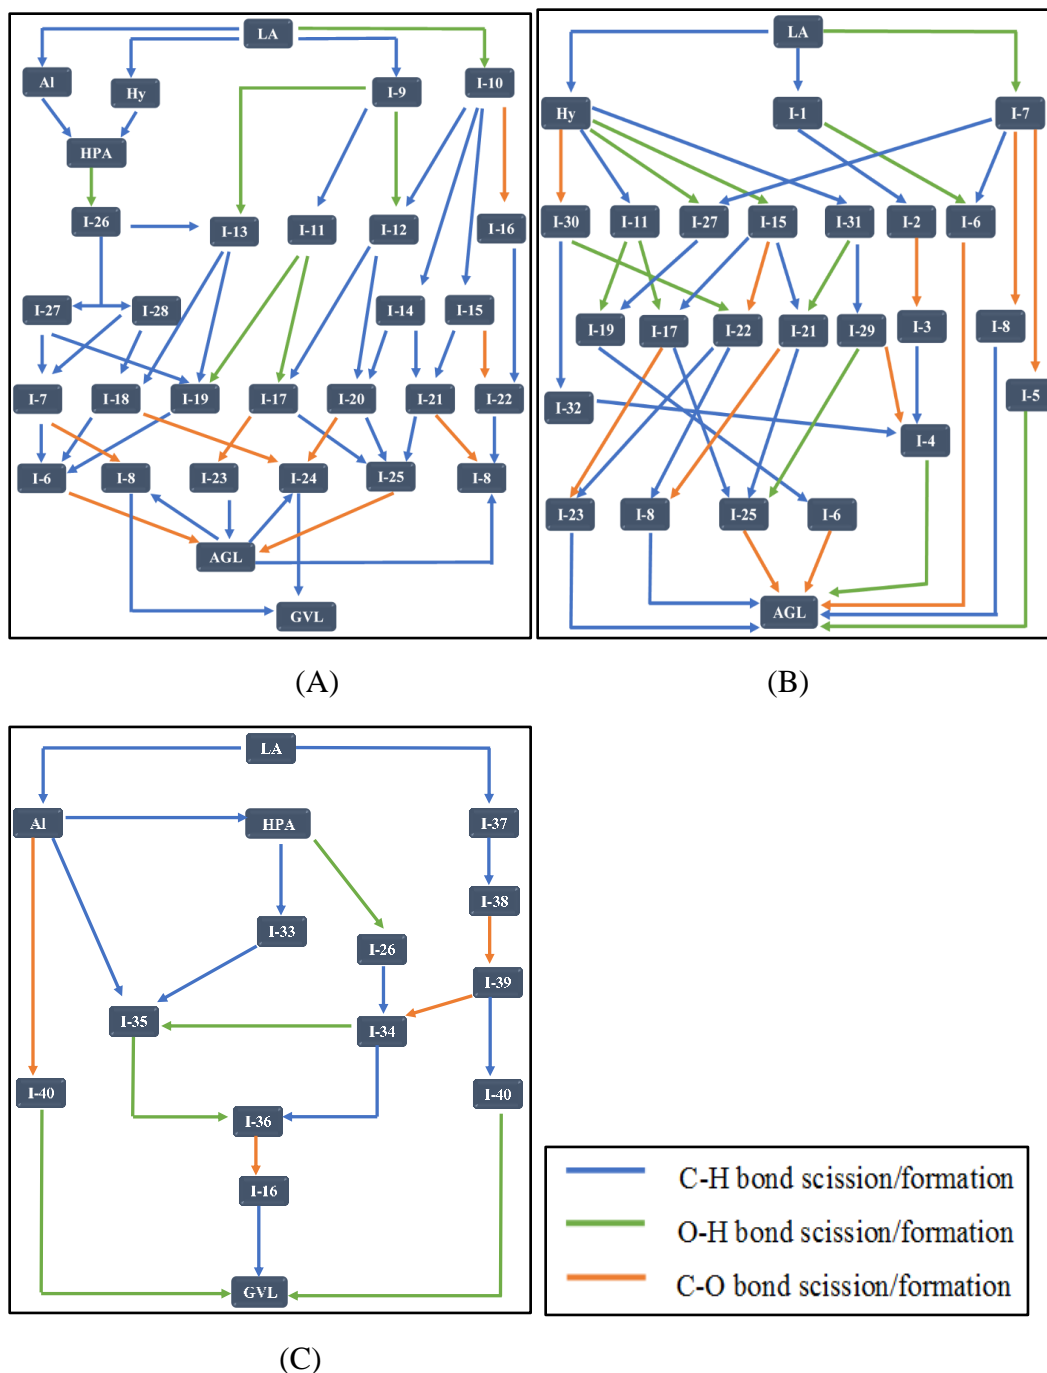 LA
Al
Hy
I-9
I-10
HPA
I-26
I-13
I-11
I-12
I-16
I-27
I-28
I-14
I-15
I-7
I-18
I-19
I-17
I-20
I-21
I-22
I-6
I-8
I-23
I-24
I-25
I-8
AGL
GVL
(A)
LA
Hy
I-1
I-7
I-30
I-11
I-27
I-15
I-31
I-2
I-6
I-19
I-17
I-22
I-21
I-29
I-3
I-8
I-32
I-5
I-4
I-23
I-8
I-25
I-6
AGL
(B)
LA
Al
HPA
I-37
I-38
I-33
I-26
I-39
I-35
I-34
I-40
I-40
I-36
I-16
GVL
(C)
C-H bond scission/formation
O-H bond scission/formation
C-O bond scission/formation